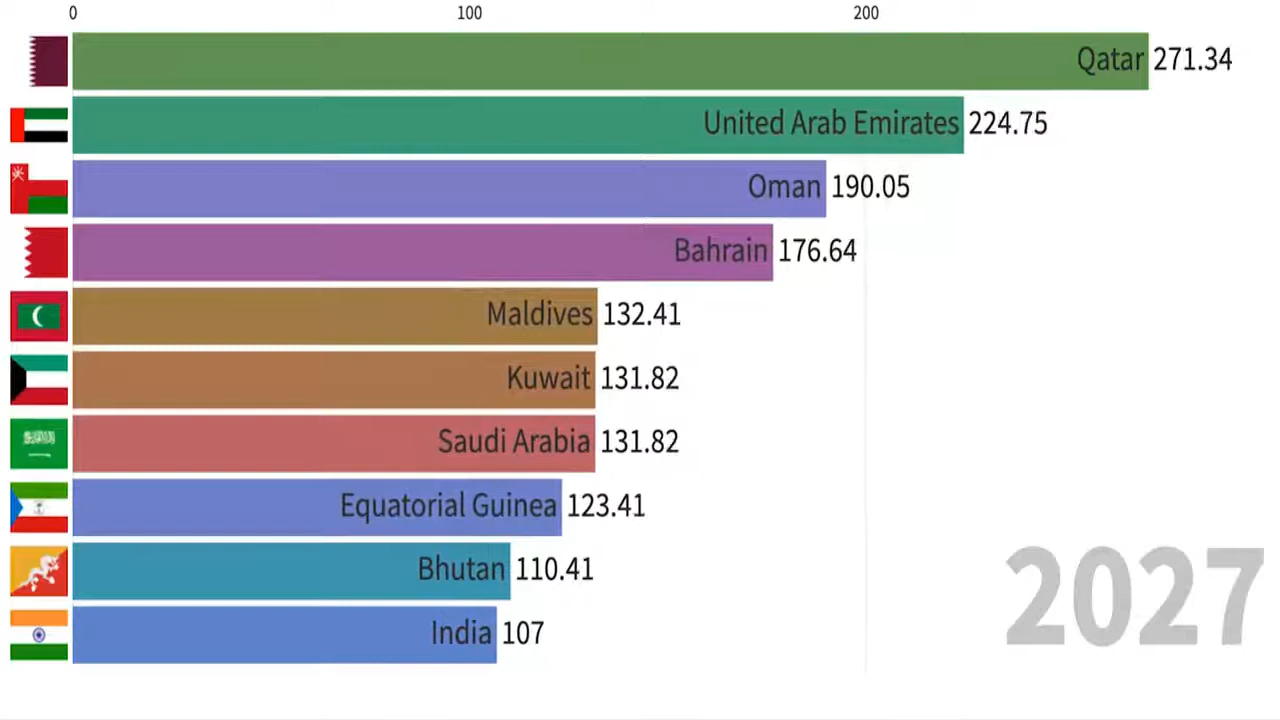 0 100 200
Qatar 271.34
United Arab Emirates 224.75
Oman 190.05
Bahrain 176.64
Maldives 132.41
Kuwait 131.82
Saudi Arabia 131.82
Equatorial Guinea 123.41
Bhutan 110.41
India 107
2027